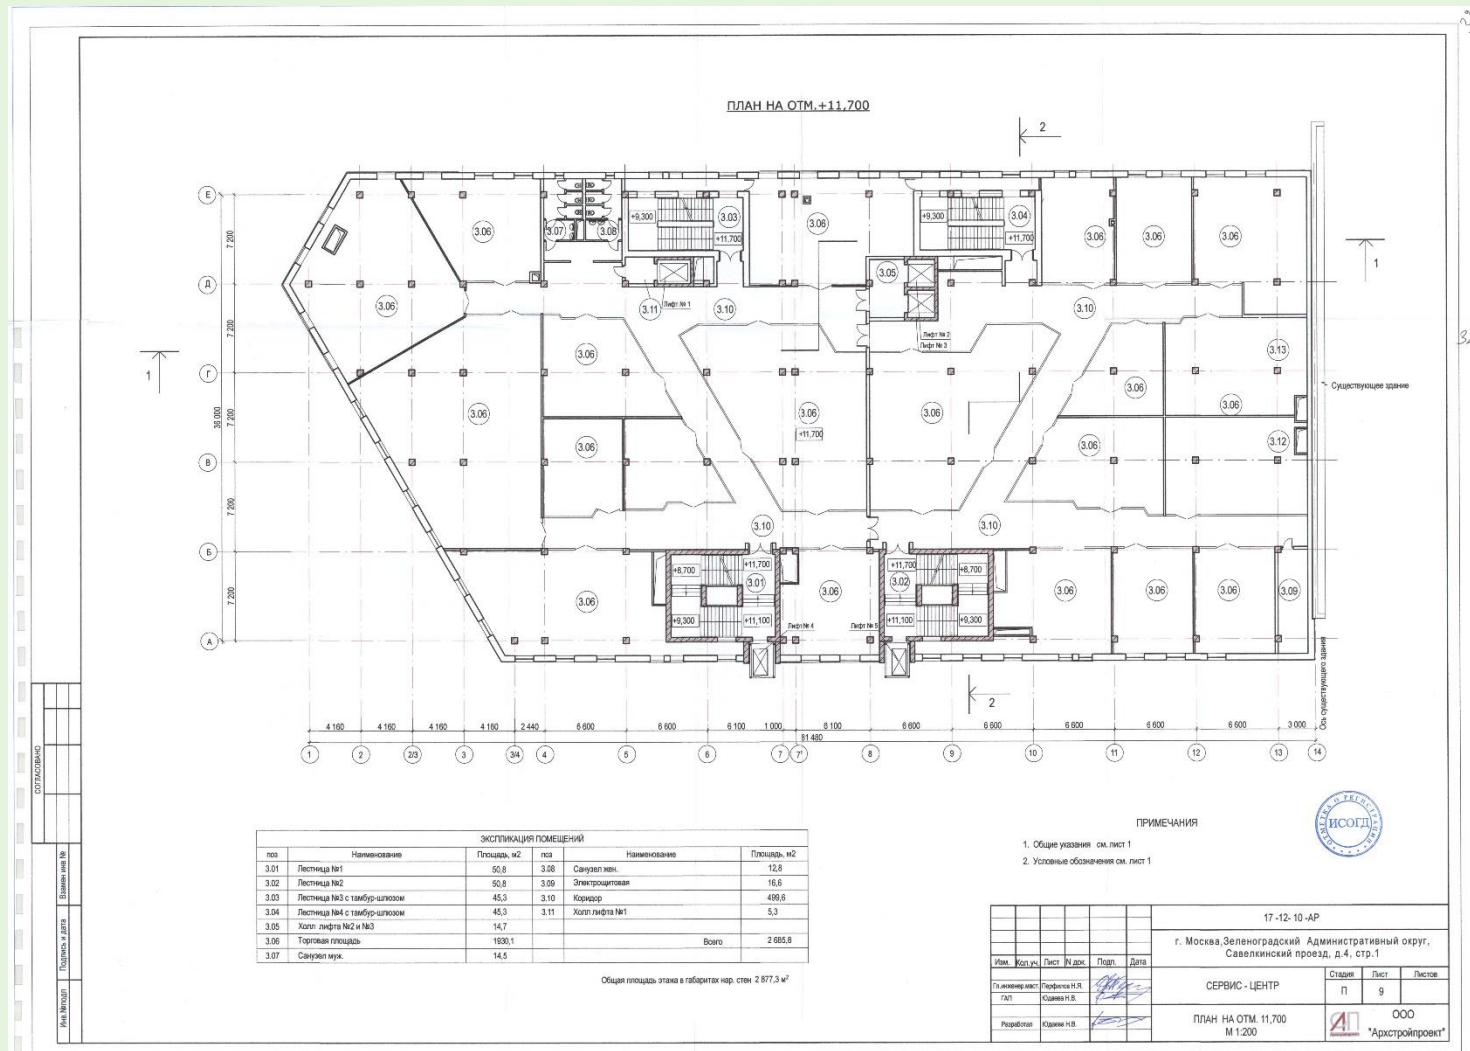 ПЛАН НА ОТМ.+11,700
2
Е
3.06
3.07
3.08
+9,300
3.03
+11,700
3.06
+9,300
3.04
+11,700
3.06
3.06
3.06
7 200
1
Д
3.06
3.11
Лифт № 1
3.10
3.05
Лифт № 2
Лифт № 3
3.10
7 200
1
3.06
3.13
Г
3.06
3.06
+11,700
3.06
3.06
3.06
Существующее здание
36 000
7 200
3.06
3.06
3.12
В
7 200
3.10
3.10
Б
+8,700
+11,700
3.01
+9,300
+11,100
+11,700
3.02
+8,700
+11,100
+9,300
3.06
3.06
3.06
3.06
3.06
3.09
7 200
Лифт № 4
Лифт № 5
А
2
Ось существующего здания
4 160 4 160 4 160 4 160 2 440 6 600 6 600 6 100 1 000 6 100 6 600 6 600 6 600 6 600 6 600 3 000
81 480
1 2 2/3 3 3/4 4 5 6 7 7' 8 9 10 11 12 13 14
СОГЛАСОВАНО
Взамен инв №
Подпись и дата
Инв.№подл
ЭКСПЛИКАЦИЯ ПОМЕЩЕНИЙ
поз Наименование Площадь, м2 поз Наименование Площадь, м2
3.01 Лестница №1 50,8 3.08 Санузел жен. 12,8
3.02 Лестница №2 50,8 3.09 Электрощитовая 16,6
3.03 Лестница №3 с тамбур-шлюзом 45,3 3.10 Коридор 499,6
3.04 Лестница №4 с тамбур-шлюзом 45,3 3.11 Холл лифта №1 5,3
3.05 Холл лифта №2 и №3 14,7
3.06 Торговая площадь 1930,1 Всего 2 685,8
3.07 Санузел муж. 14,5
Общая площадь этажа в габаритах нар. стен 2 877,3 м²
ПРИМЕЧАНИЯ
1. Общие указания см. лист 1
2. Условные обозначения см. лист 1
ОТМЕТКА О РЕГИСТРАЦИИ
ИСОГД
17 -12- 10 -АР
г. Москва,Зеленоградский Административный округ,
Савелкинский проезд, д.4, стр.1
Изм. Кол.уч. Лист N док. Подп. Дата
Гл.инженер маст. Перфилов Н.Я.
ГАП Юдаева Н.В.
Разработал Юдаева Н.В.
СЕРВИС - ЦЕНТР
Стадия Лист Листов
П 9
ПЛАН НА ОТМ. 11,700
М 1:200
АП
ООО
"Архстройпроект"